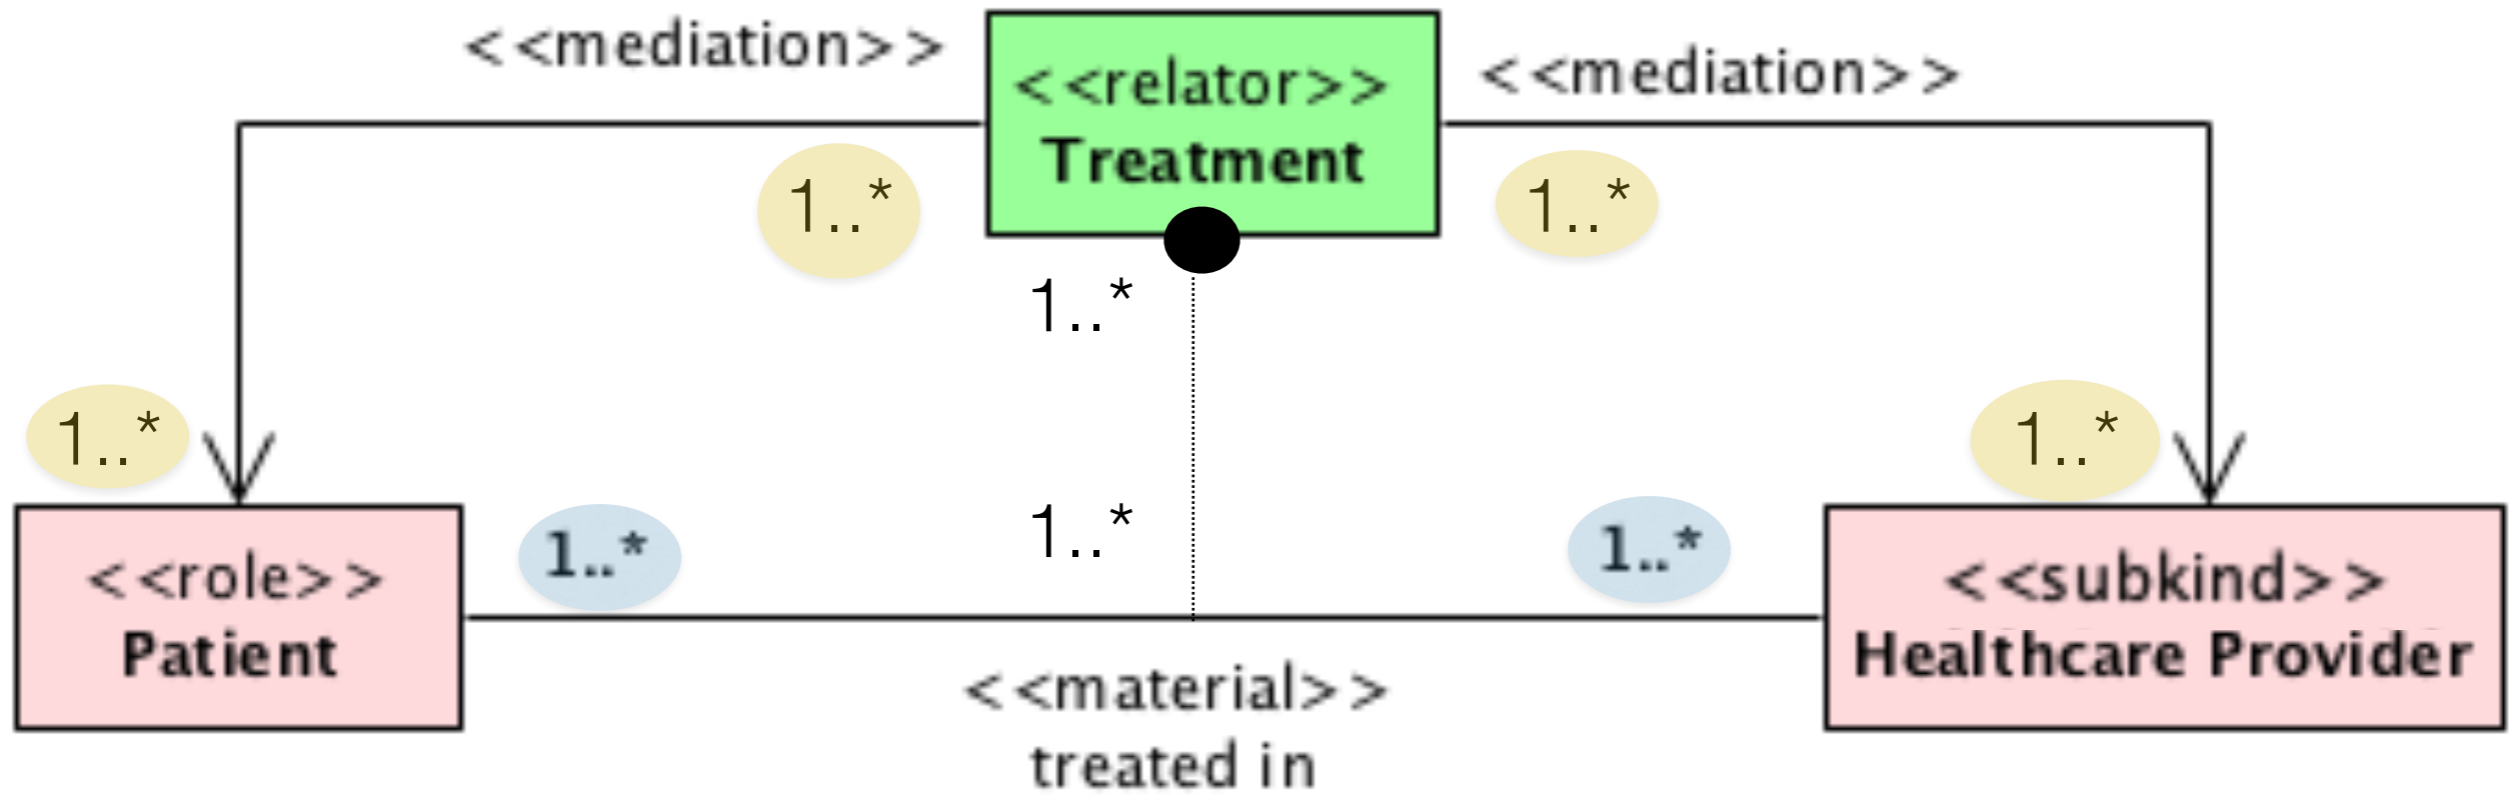 <<mediation>>
<<relator>>
Treatment
<<mediation>>
1..*
1..*
1..*
1..*
1..*
1..*
1..*
1..*
<<role>>
Patient
<<subkind>>
Healthcare Provider
<<material>>
treated in